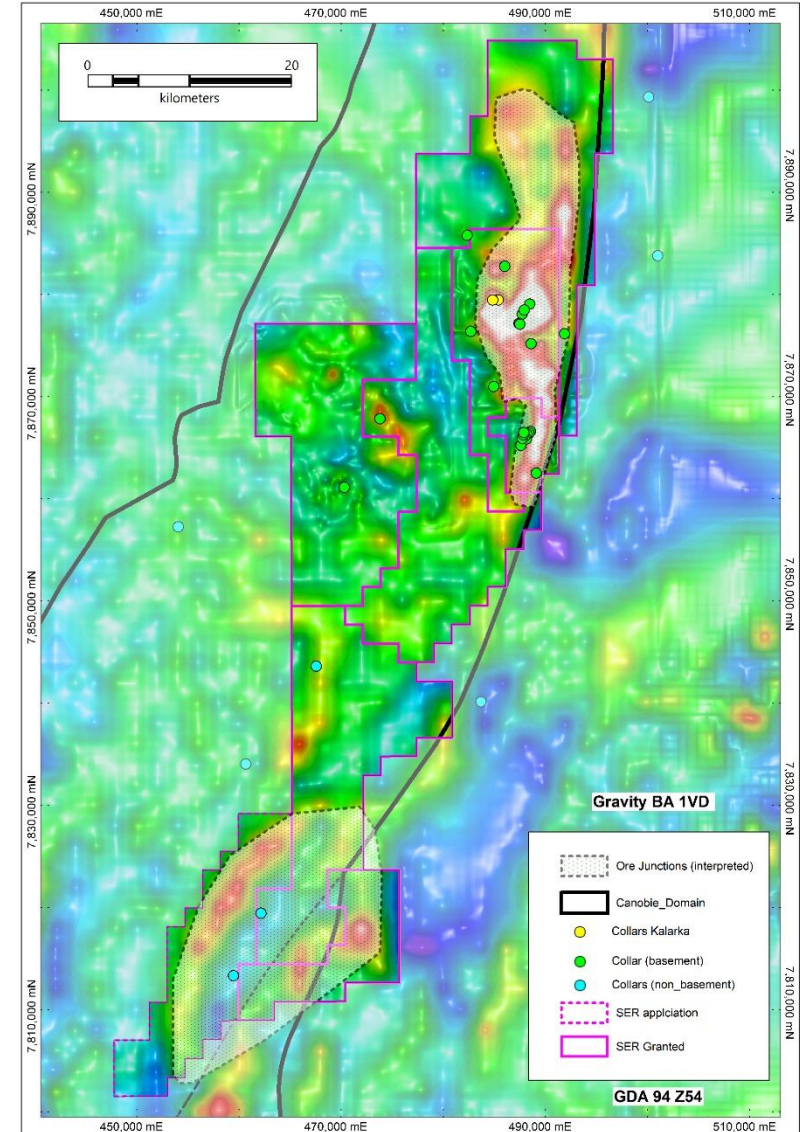 450,000 mE 470,000 mE 490,000 mE 510,000 mE
0 20
kilometers
7,890,000 mN 7,890,000 mN
7,870,000 mN 7,870,000 mN
7,850,000 mN 7,850,000 mN
7,830,000 mN 7,830,000 mN
Gravity BA 1VD
Ore Junctions (interpreted)
Canobie_Domain
Collars Kalarka
Collar (basement)
Collars (non_basement)
SER applciation
SER Granted
7,810,000 mN 7,810,000 mN
GDA 94 Z54
450,000 mE 470,000 mE 490,000 mE 510,000 mE